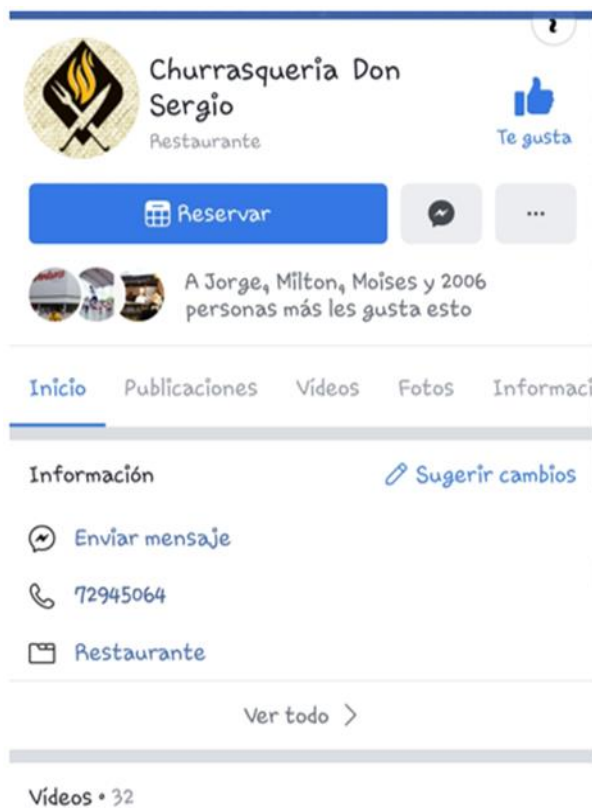 Churrasqueria Don
Sergio
Restaurante
Te gusta
Reservar
A Jorge, Milton, Moises y 2006
personas más les gusta esto
Inicio Publicaciones Vídeos Fotos Informaci
Información Sugerir cambios
Enviar mensaje
72945064
Restaurante
Ver todo
Vídeos • 32